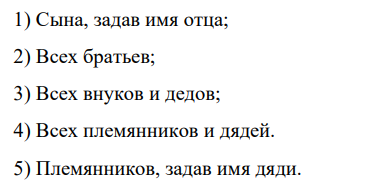 1) Сына, задав имя отца;
2) Всех братьев;
3) Всех внуков и дедов;
4) Всех племянников и дядей.
5) Племянников, задав имя дяди.